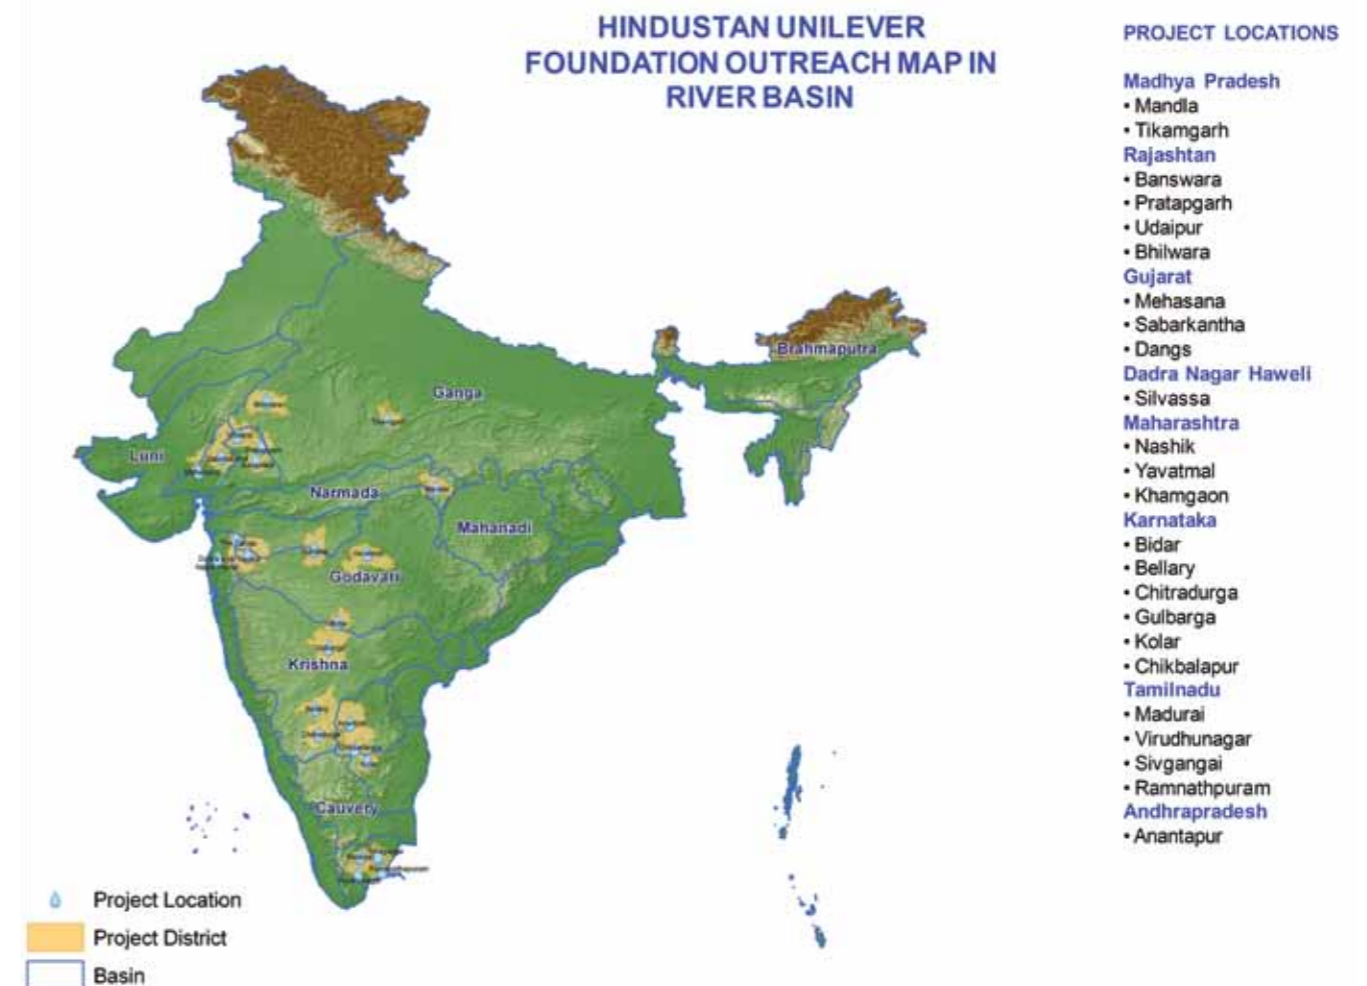 HINDUSTAN UNILEVER
FOUNDATION OUTREACH MAP IN
RIVER BASIN
PROJECT LOCATIONS
Madhya Pradesh
• Mandla
• Tikamgarh
Rajashtan
• Banswara
• Pratapgarh
• Udaipur
• Bhilwara
Gujarat
• Mehasana
• Sabarkantha
• Dangs
Dadra Nagar Haweli
• Silvassa
Maharashtra
• Nashik
• Yavatmal
• Khamgaon
Karnataka
• Bidar
• Bellary
• Chitradurga
• Gulbarga
• Kolar
• Chikbalapur
Tamilnadu
• Madurai
• Virudhunagar
• Sivgangai
• Ramnathpuram
Andhrapradesh
• Anantapur
Brahmaputra
Ganga
Luni
Narmada
Mahanadi
Godavari
Krishna
Cauvery
Project Location
Project District
Basin